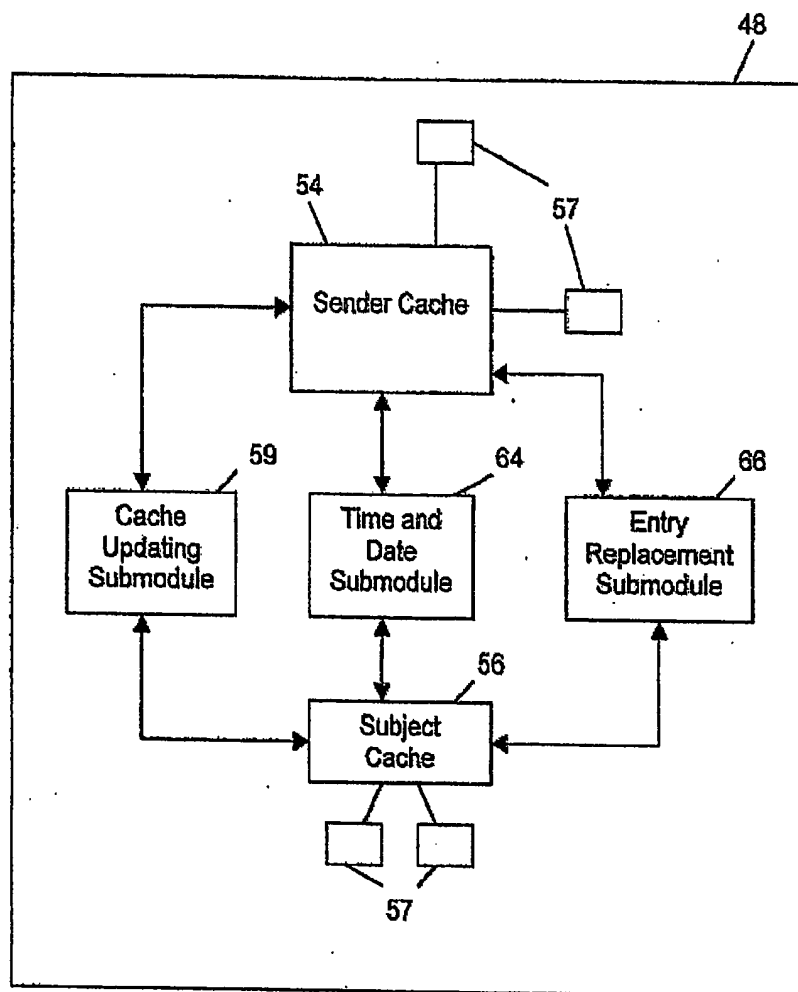 48
54
57
Sender Cache
59
64
66
Cache
Updating
Submodule
Time and
Date
Submodule
Entry
Replacement
Submodule
56
Subject
Cache
57